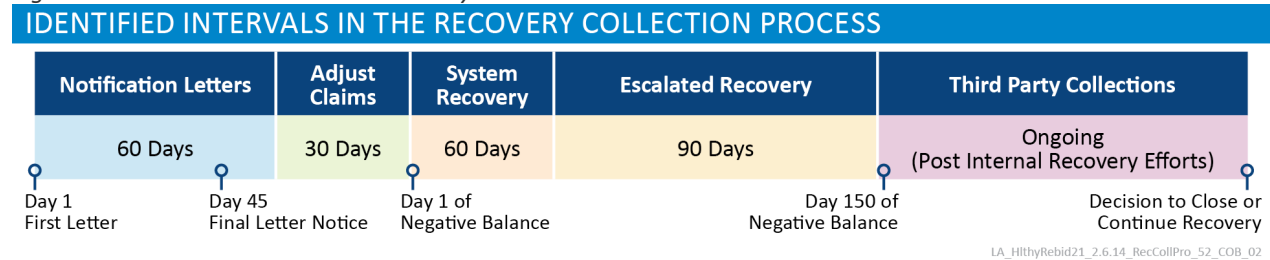 IDENTIFIED INTERVALS IN THE RECOVERY COLLECTION PROCESS
Notification Letters
Adjust
Claims
System
Recovery
Escalated Recovery
Third Party Collections
60 Days
30 Days
60 Days
90 Days
Ongoing
(Post Internal Recovery Efforts)
Day 1
First Letter
Day 45
Final Letter Notice
Day 1 of
Negative Balance
Day 150 of
Negative Balance
Decision to Close or
Continue Recovery
LA_HlthyRebid21_2.6.14_RecCollPro_52_COB_02